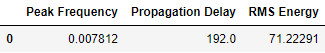 Peak Frequency Propagation Delay RMS Energy
0 0.007812 192.0 71.22291